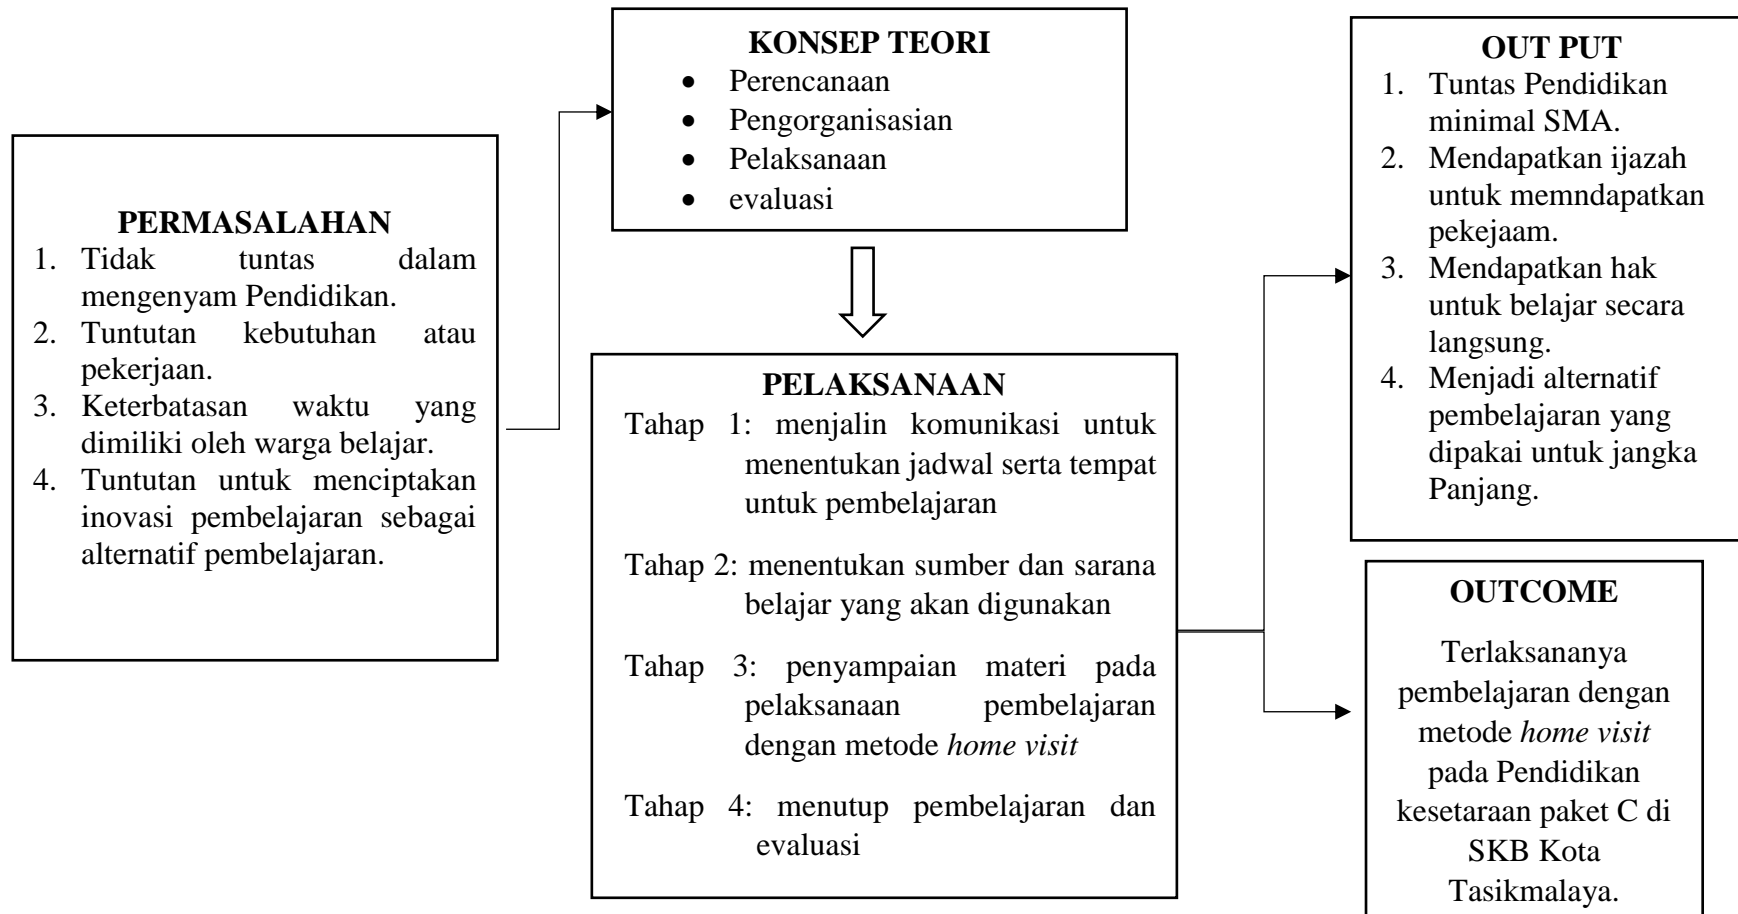 PERMASALAHAN
1. Tidak tuntas dalam
mengenyam Pendidikan.
2. Tuntutan kebutuhan atau
pekerjaan.
3. Keterbatasan waktu yang
dimiliki oleh warga belajar.
4. Tuntutan untuk menciptakan
inovasi pembelajaran sebagai
alternatif pembelajaran.
KONSEP TEORI
• Perencanaan
• Pengorganisasian
• Pelaksanaan
• evaluasi
PELAKSANAAN
Tahap 1: menjalin komunikasi untuk
menentukan jadwal serta tempat
untuk pembelajaran
Tahap 2: menentukan sumber dan sarana
belajar yang akan digunakan
Tahap 3: penyampaian materi pada
pelaksanaan pembelajaran
dengan metode home visit
Tahap 4: menutup pembelajaran dan
evaluasi
OUT PUT
1. Tuntas Pendidikan
minimal SMA.
2. Mendapatkan ijazah
untuk memndapatkan
pekejaam.
3. Mendapatkan hak
untuk belajar secara
langsung.
4. Menjadi alternatif
pembelajaran yang
dipakai untuk jangka
Panjang.
OUTCOME
Terlaksananya
pembelajaran dengan
metode home visit
pada Pendidikan
kesetaraan paket C di
SKB Kota
Tasikmalaya.